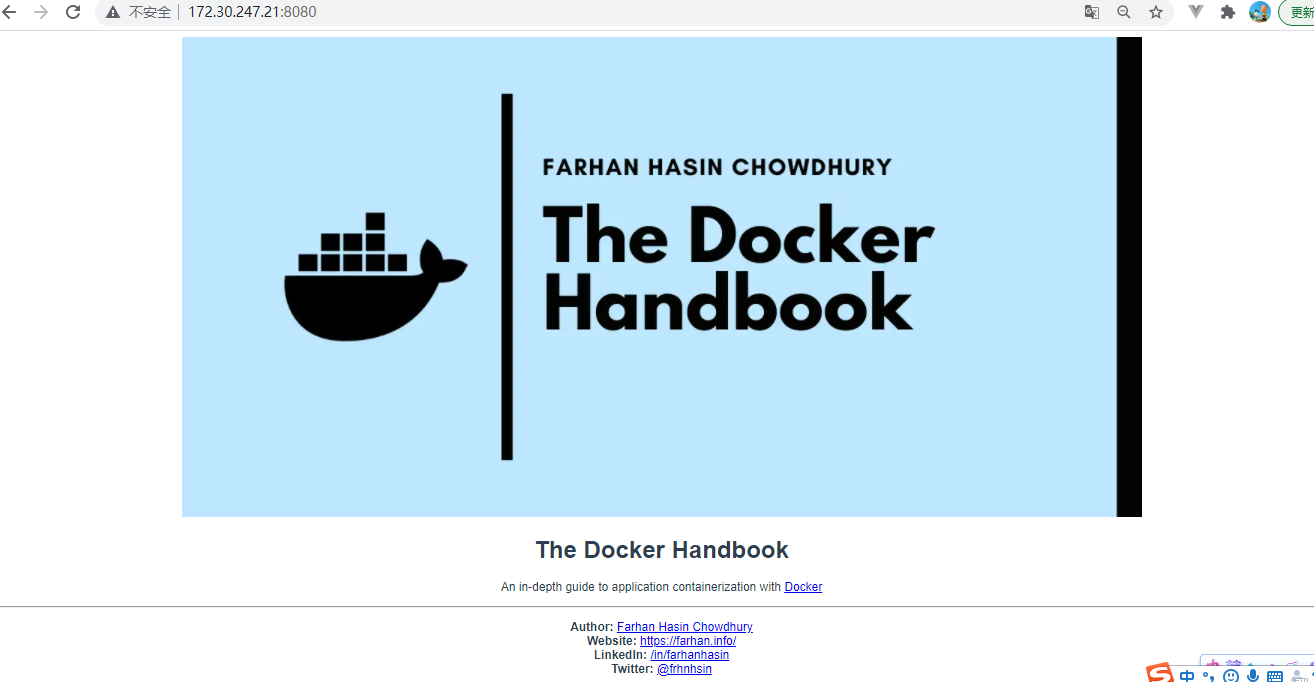 不安全 172.30.247.21:8080
更新
FARHAN HASIN CHOWDHURY
The Docker
Handbook
The Docker Handbook
An in-depth guide to application containerization with Docker
Author: Farhan Hasin Chowdhury
Website: https://farhan.info/
LinkedIn: /in/farhanhasin
Twitter: @frhnhsin
中